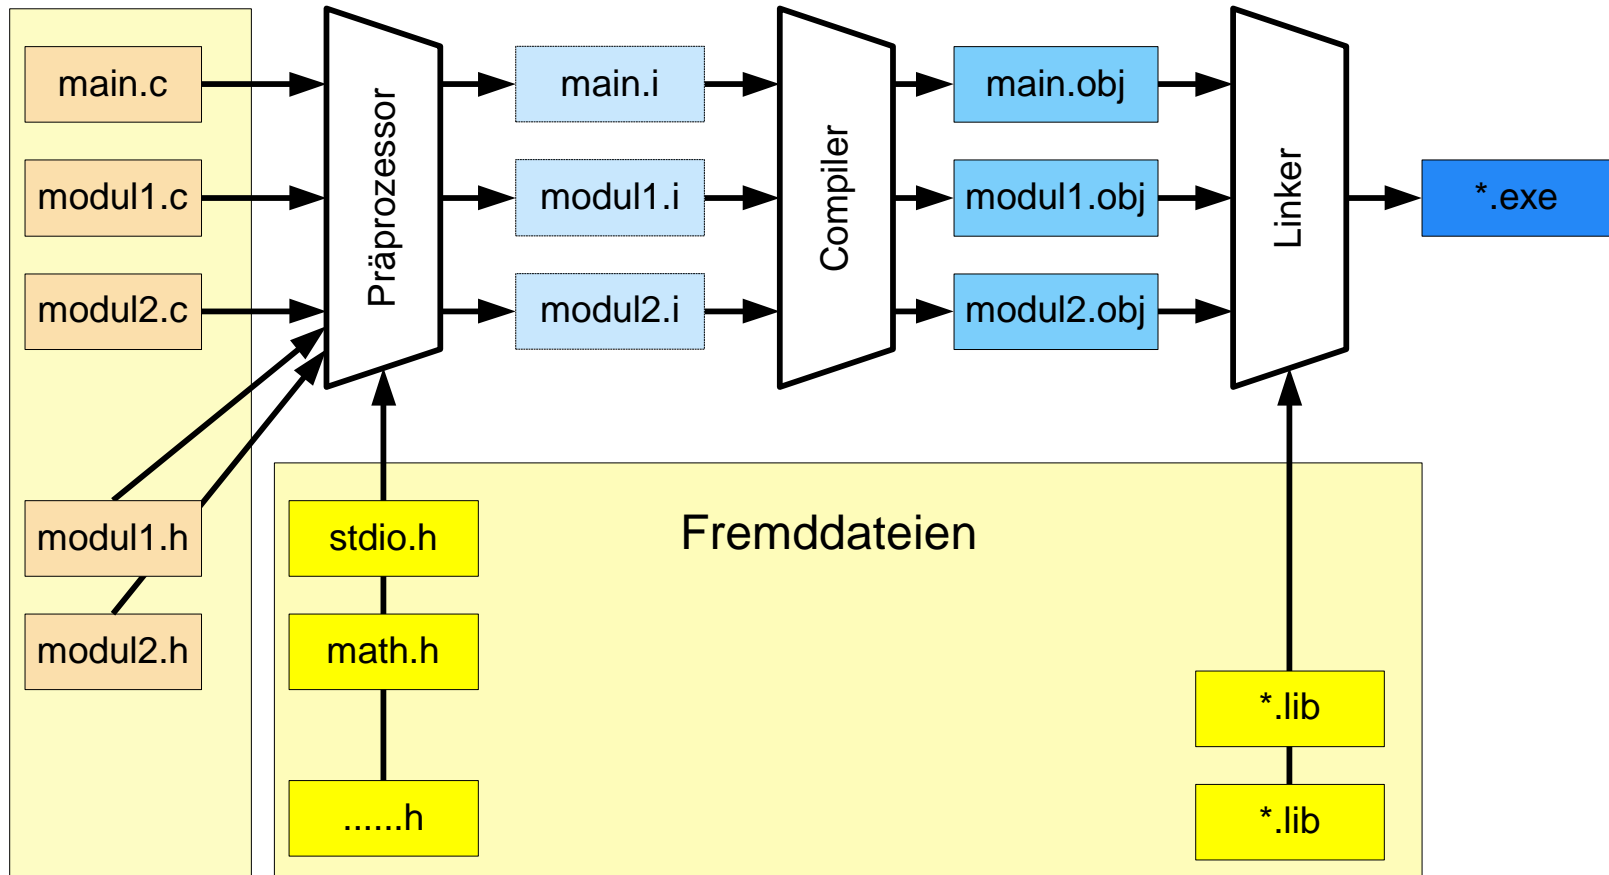 main.c
modul1.c
modul2.c
modul1.h
modul2.h
Präprozessor
main.i
modul1.i
modul2.i
Compiler
main.obj
modul1.obj
modul2.obj
Linker
*.exe
Fremddateien
stdio.h
math.h
......h
*.lib
*.lib